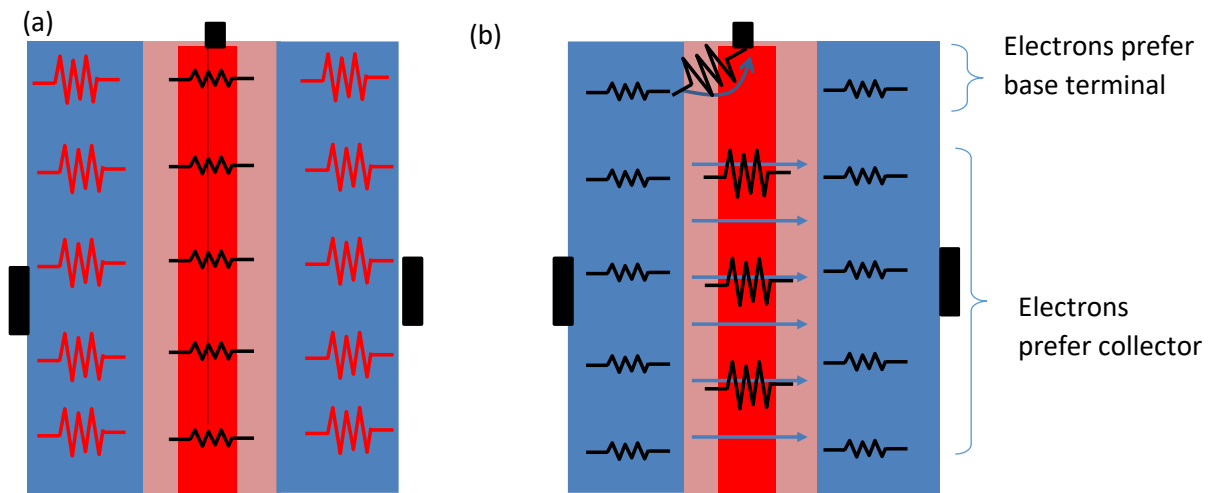 (a)
(b)
Electrons prefer
base terminal
Electrons
prefer collector